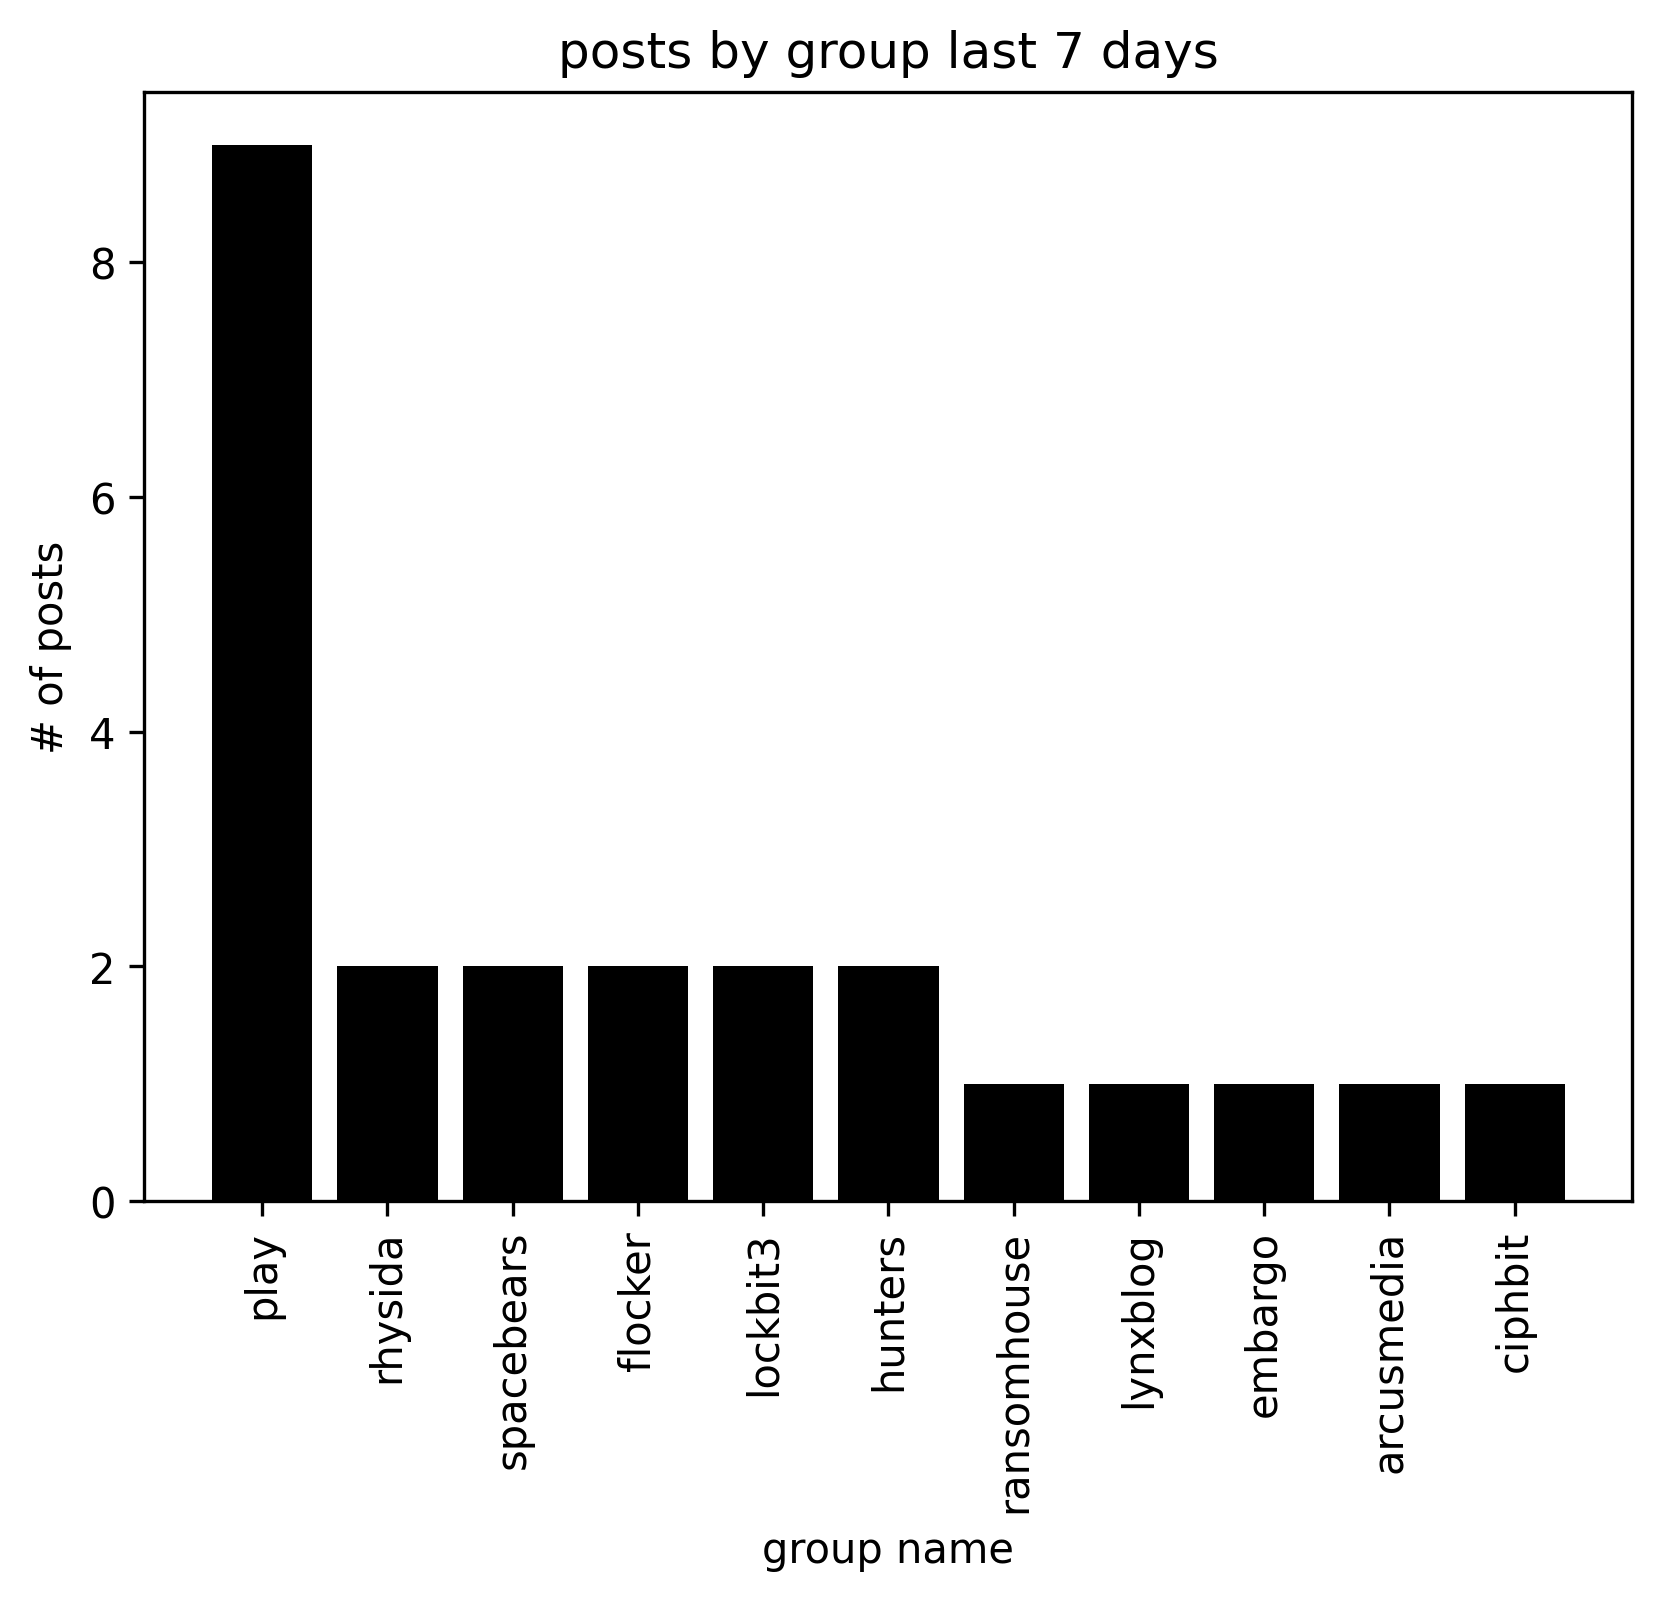 posts by group last 7 days
# of posts
8
6
4
2
0
play
rhysida
spacebears
flocker
lockbit3
hunters
ransomhouse
lynxblog
embargo
arcusmedia
ciphbit
group name